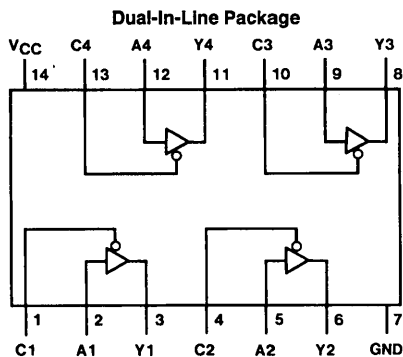 Dual-In-Line Package
VCC C4 A4 Y4 C3 A3 Y3
14 13 12 11 10 9 8
1 2 3 4 5 6 7
C1 A1 Y1 C2 A2 Y2 GND